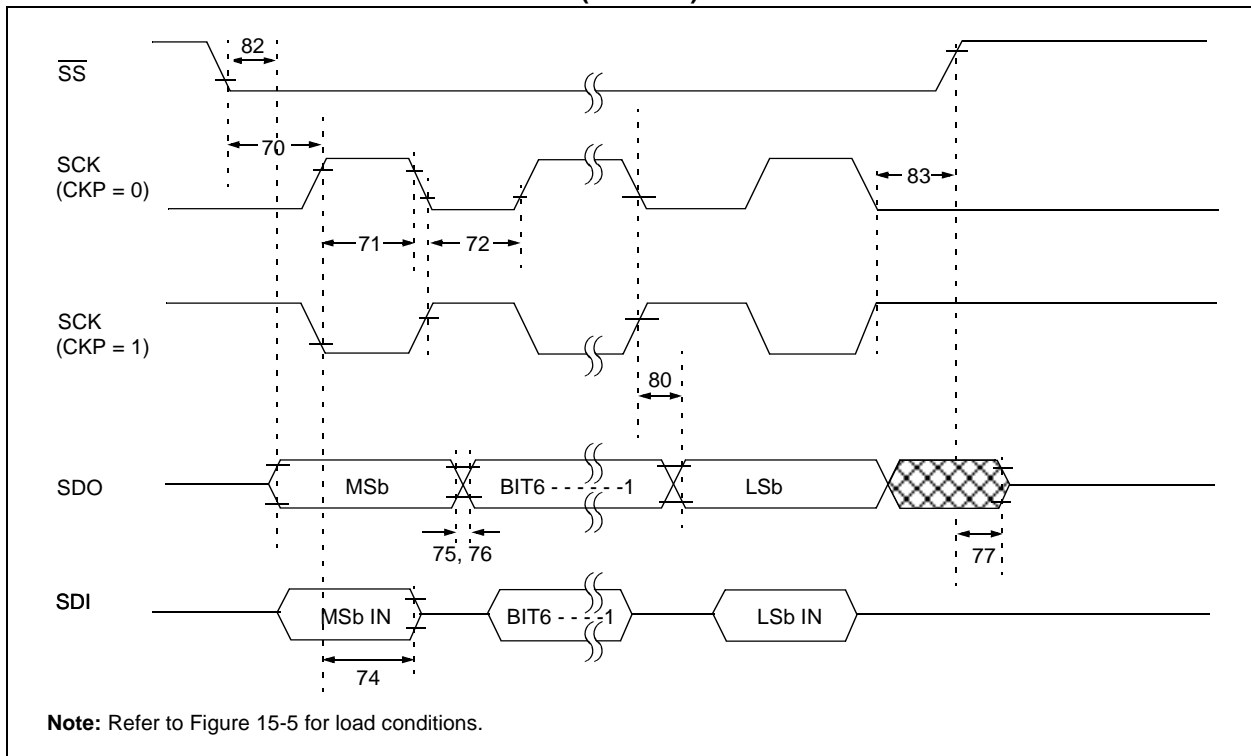 82
SS
70
SCK
(CKP = 0)
83
71
72
SCK
(CKP = 1)
80
SDO
MSb
BIT6 - - - - - -1
LSb
75, 76
77
SDI
MSb IN
BIT6 - - - -1
LSb IN
74
Note: Refer to Figure 15-5 for load conditions.